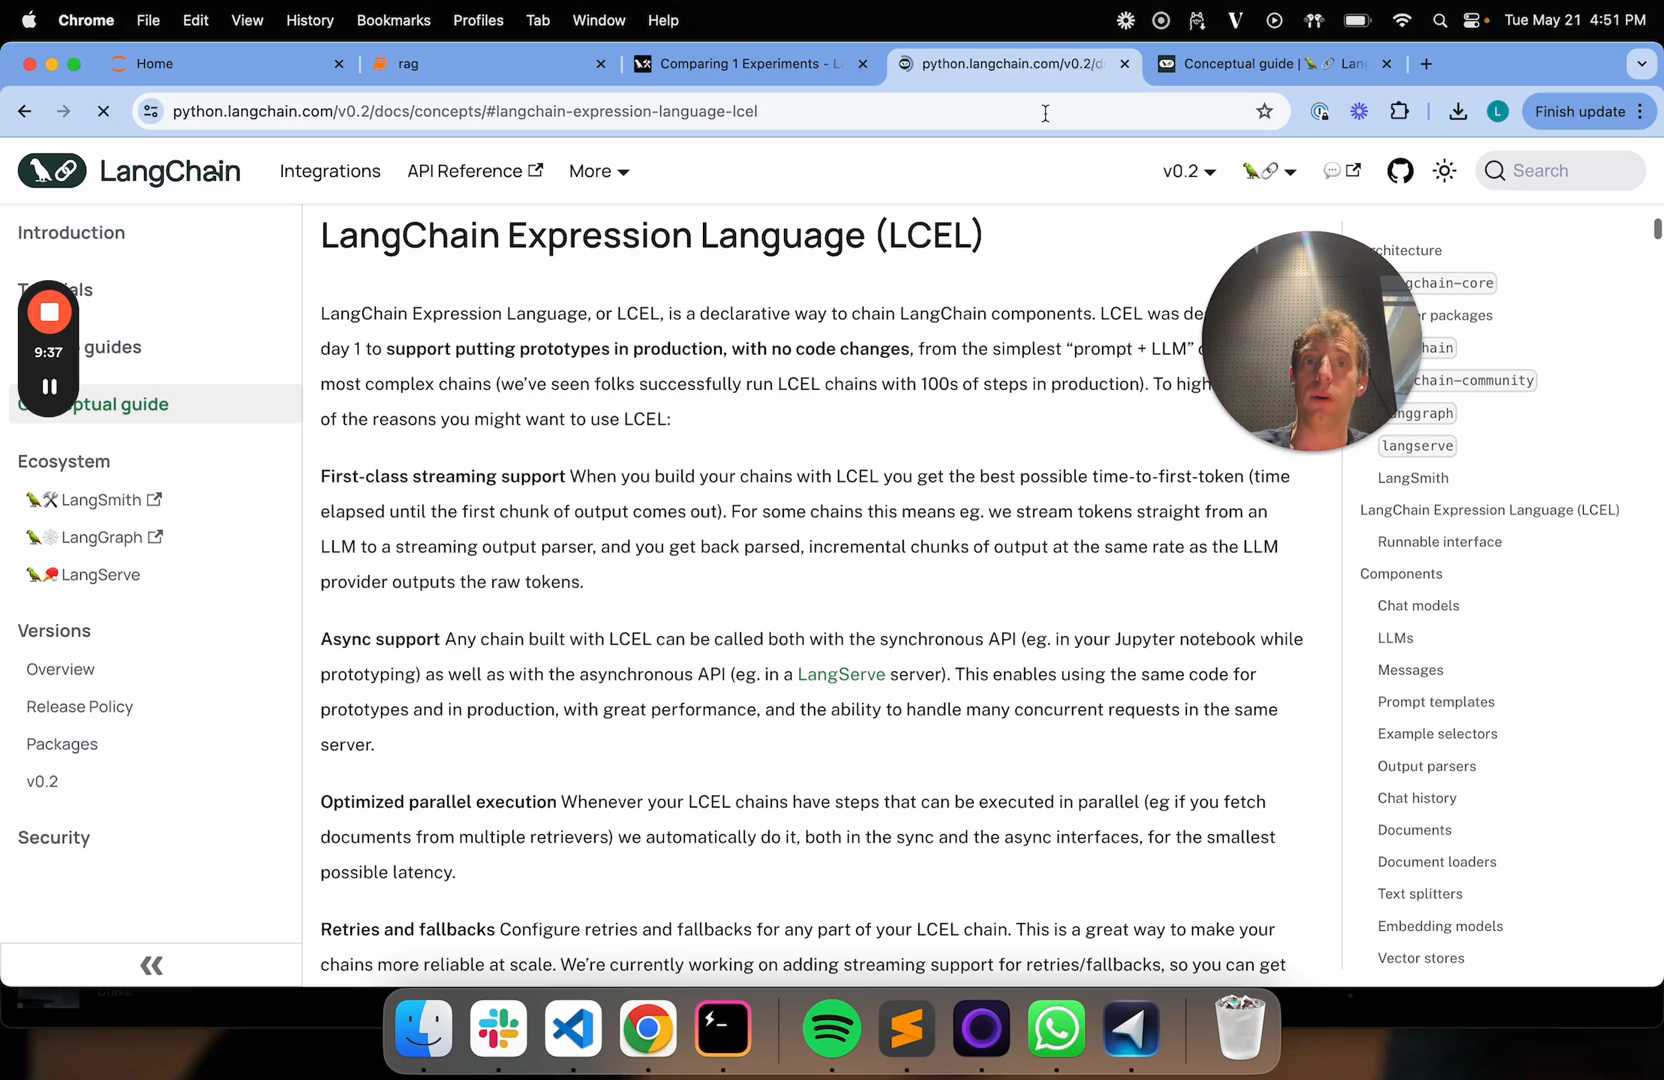 Chrome File Edit View History Bookmarks Profiles Tab Window Help
Tue May 21 4:51 PM
Home
rag
Comparing 1 Experiments - L
python.langchain.com/v0.2/d
Conceptual guide | Lang
python.langchain.com/v0.2/docs/concepts/#langchain-expression-language-lcel
L
Finish update
LangChain
Integrations
API Reference
More
v0.2
Search
Introduction
guides
ptual guide
9:37
Ecosystem
LangSmith
LangGraph
LangServe
Versions
Overview
Release Policy
Packages
v0.2
Security
LangChain Expression Language (LCEL)
LangChain Expression Language, or LCEL, is a declarative way to chain LangChain components. LCEL was de
day 1 to support putting prototypes in production, with no code changes, from the simplest “prompt + LLM” c
most complex chains (we’ve seen folks successfully run LCEL chains with 100s of steps in production). To high
of the reasons you might want to use LCEL:
First-class streaming support When you build your chains with LCEL you get the best possible time-to-first-token (time
elapsed until the first chunk of output comes out). For some chains this means eg. we stream tokens straight from an
LLM to a streaming output parser, and you get back parsed, incremental chunks of output at the same rate as the LLM
provider outputs the raw tokens.
Async support Any chain built with LCEL can be called both with the synchronous API (eg. in your Jupyter notebook while
prototyping) as well as with the asynchronous API (eg. in a LangServe server). This enables using the same code for
prototypes and in production, with great performance, and the ability to handle many concurrent requests in the same
server.
Optimized parallel execution Whenever your LCEL chains have steps that can be executed in parallel (eg if you fetch
documents from multiple retrievers) we automatically do it, both in the sync and the async interfaces, for the smallest
possible latency.
Retries and fallbacks Configure retries and fallbacks for any part of your LCEL chain. This is a great way to make your
chains more reliable at scale. We’re currently working on adding streaming support for retries/fallbacks, so you can get
chitecture
gchain-core
r packages
hain
chain-community
nggraph
langserve
LangSmith
LangChain Expression Language (LCEL)
Runnable interface
Components
Chat models
LLMs
Messages
Prompt templates
Example selectors
Output parsers
Chat history
Documents
Document loaders
Text splitters
Embedding models
Vector stores